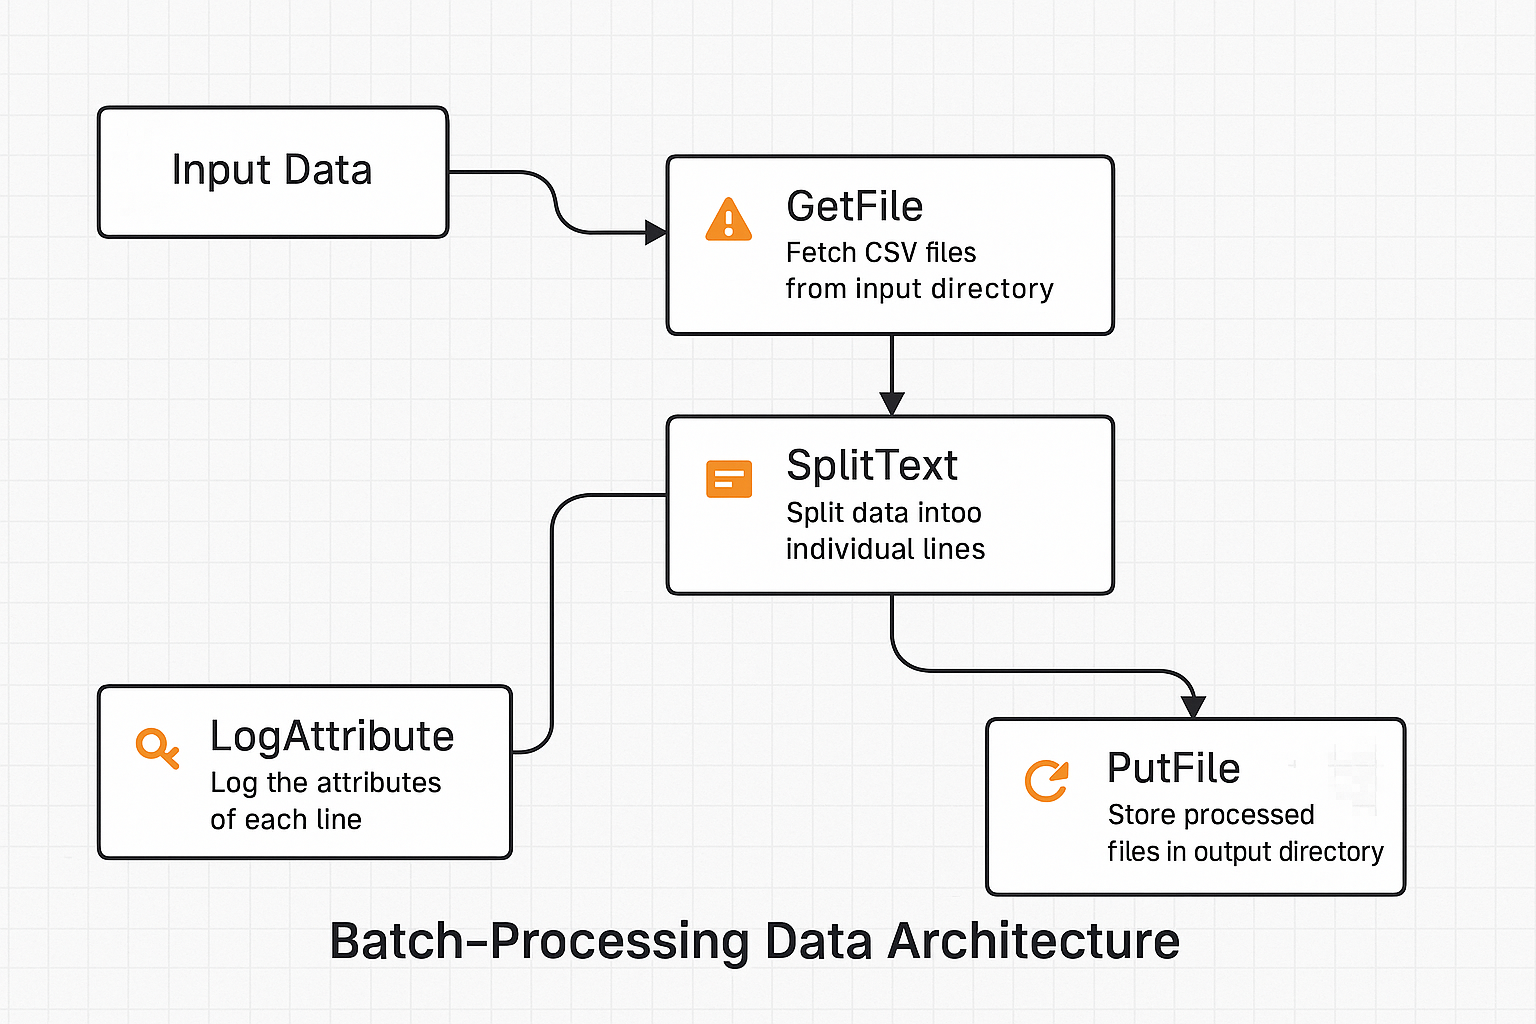 Input Data
GetFile
Fetch CSV files
from input directory
SplitText
Split data intoo
individual lines
LogAttribute
Log the attributes
of each line
PutFile
Store processed
files in output directory
Batch-Processing Data Architecture